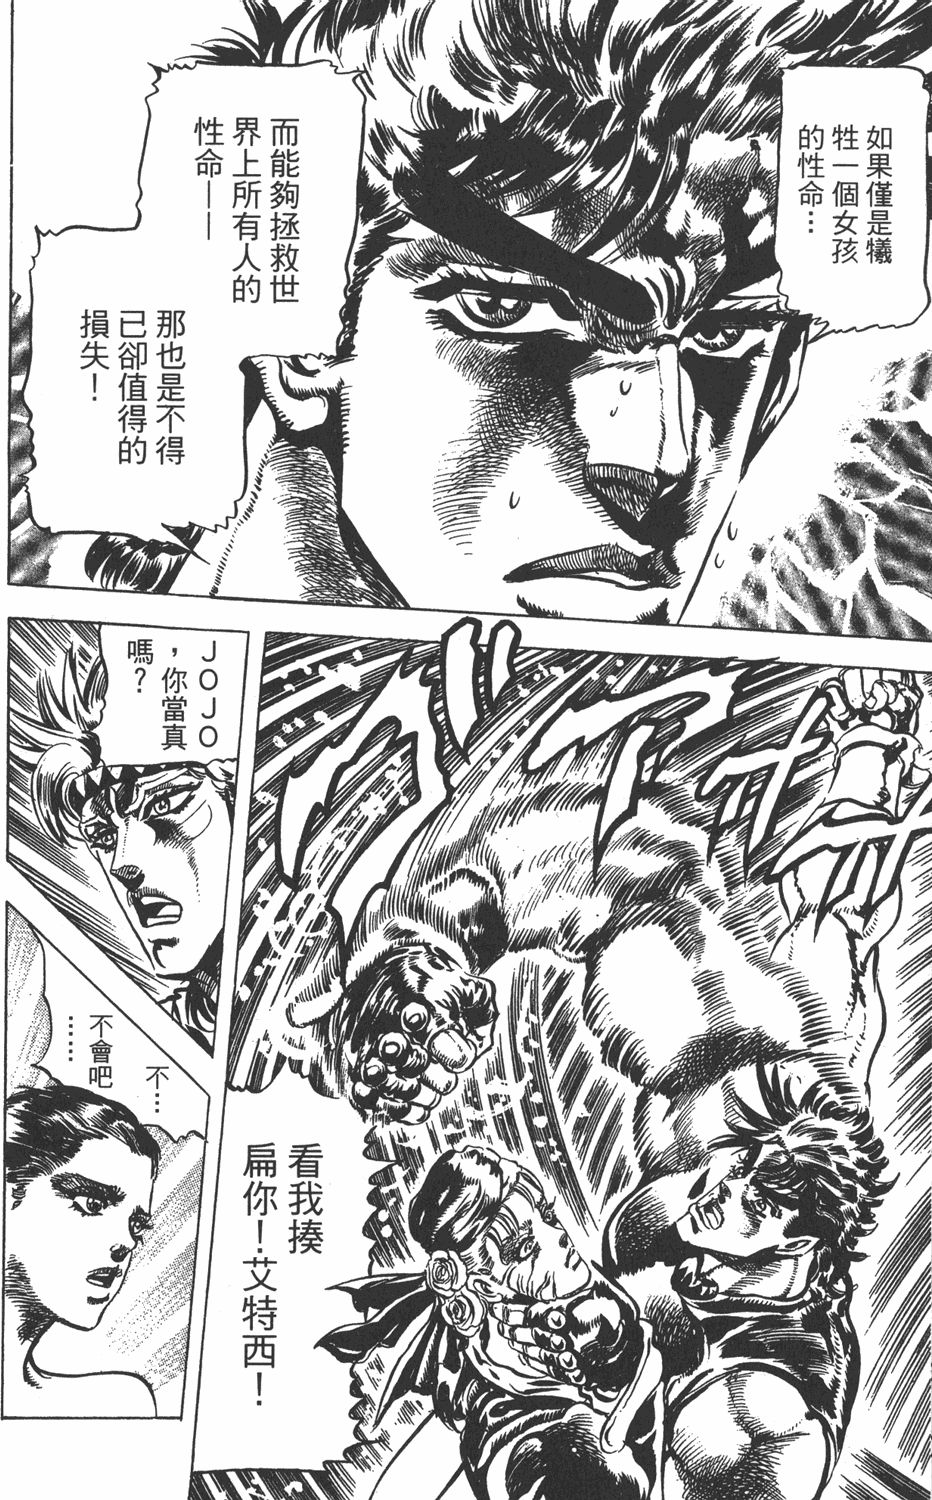 如果僅是犧
牲一個女孩
的性命…
而能夠拯救世
界上所有人的
性命——
那也是不得
已卻值得的
損失！
看我揍
扁你！艾特西！
ＪＯＪＯ
，你當真
嗎？
不…
不會吧
……